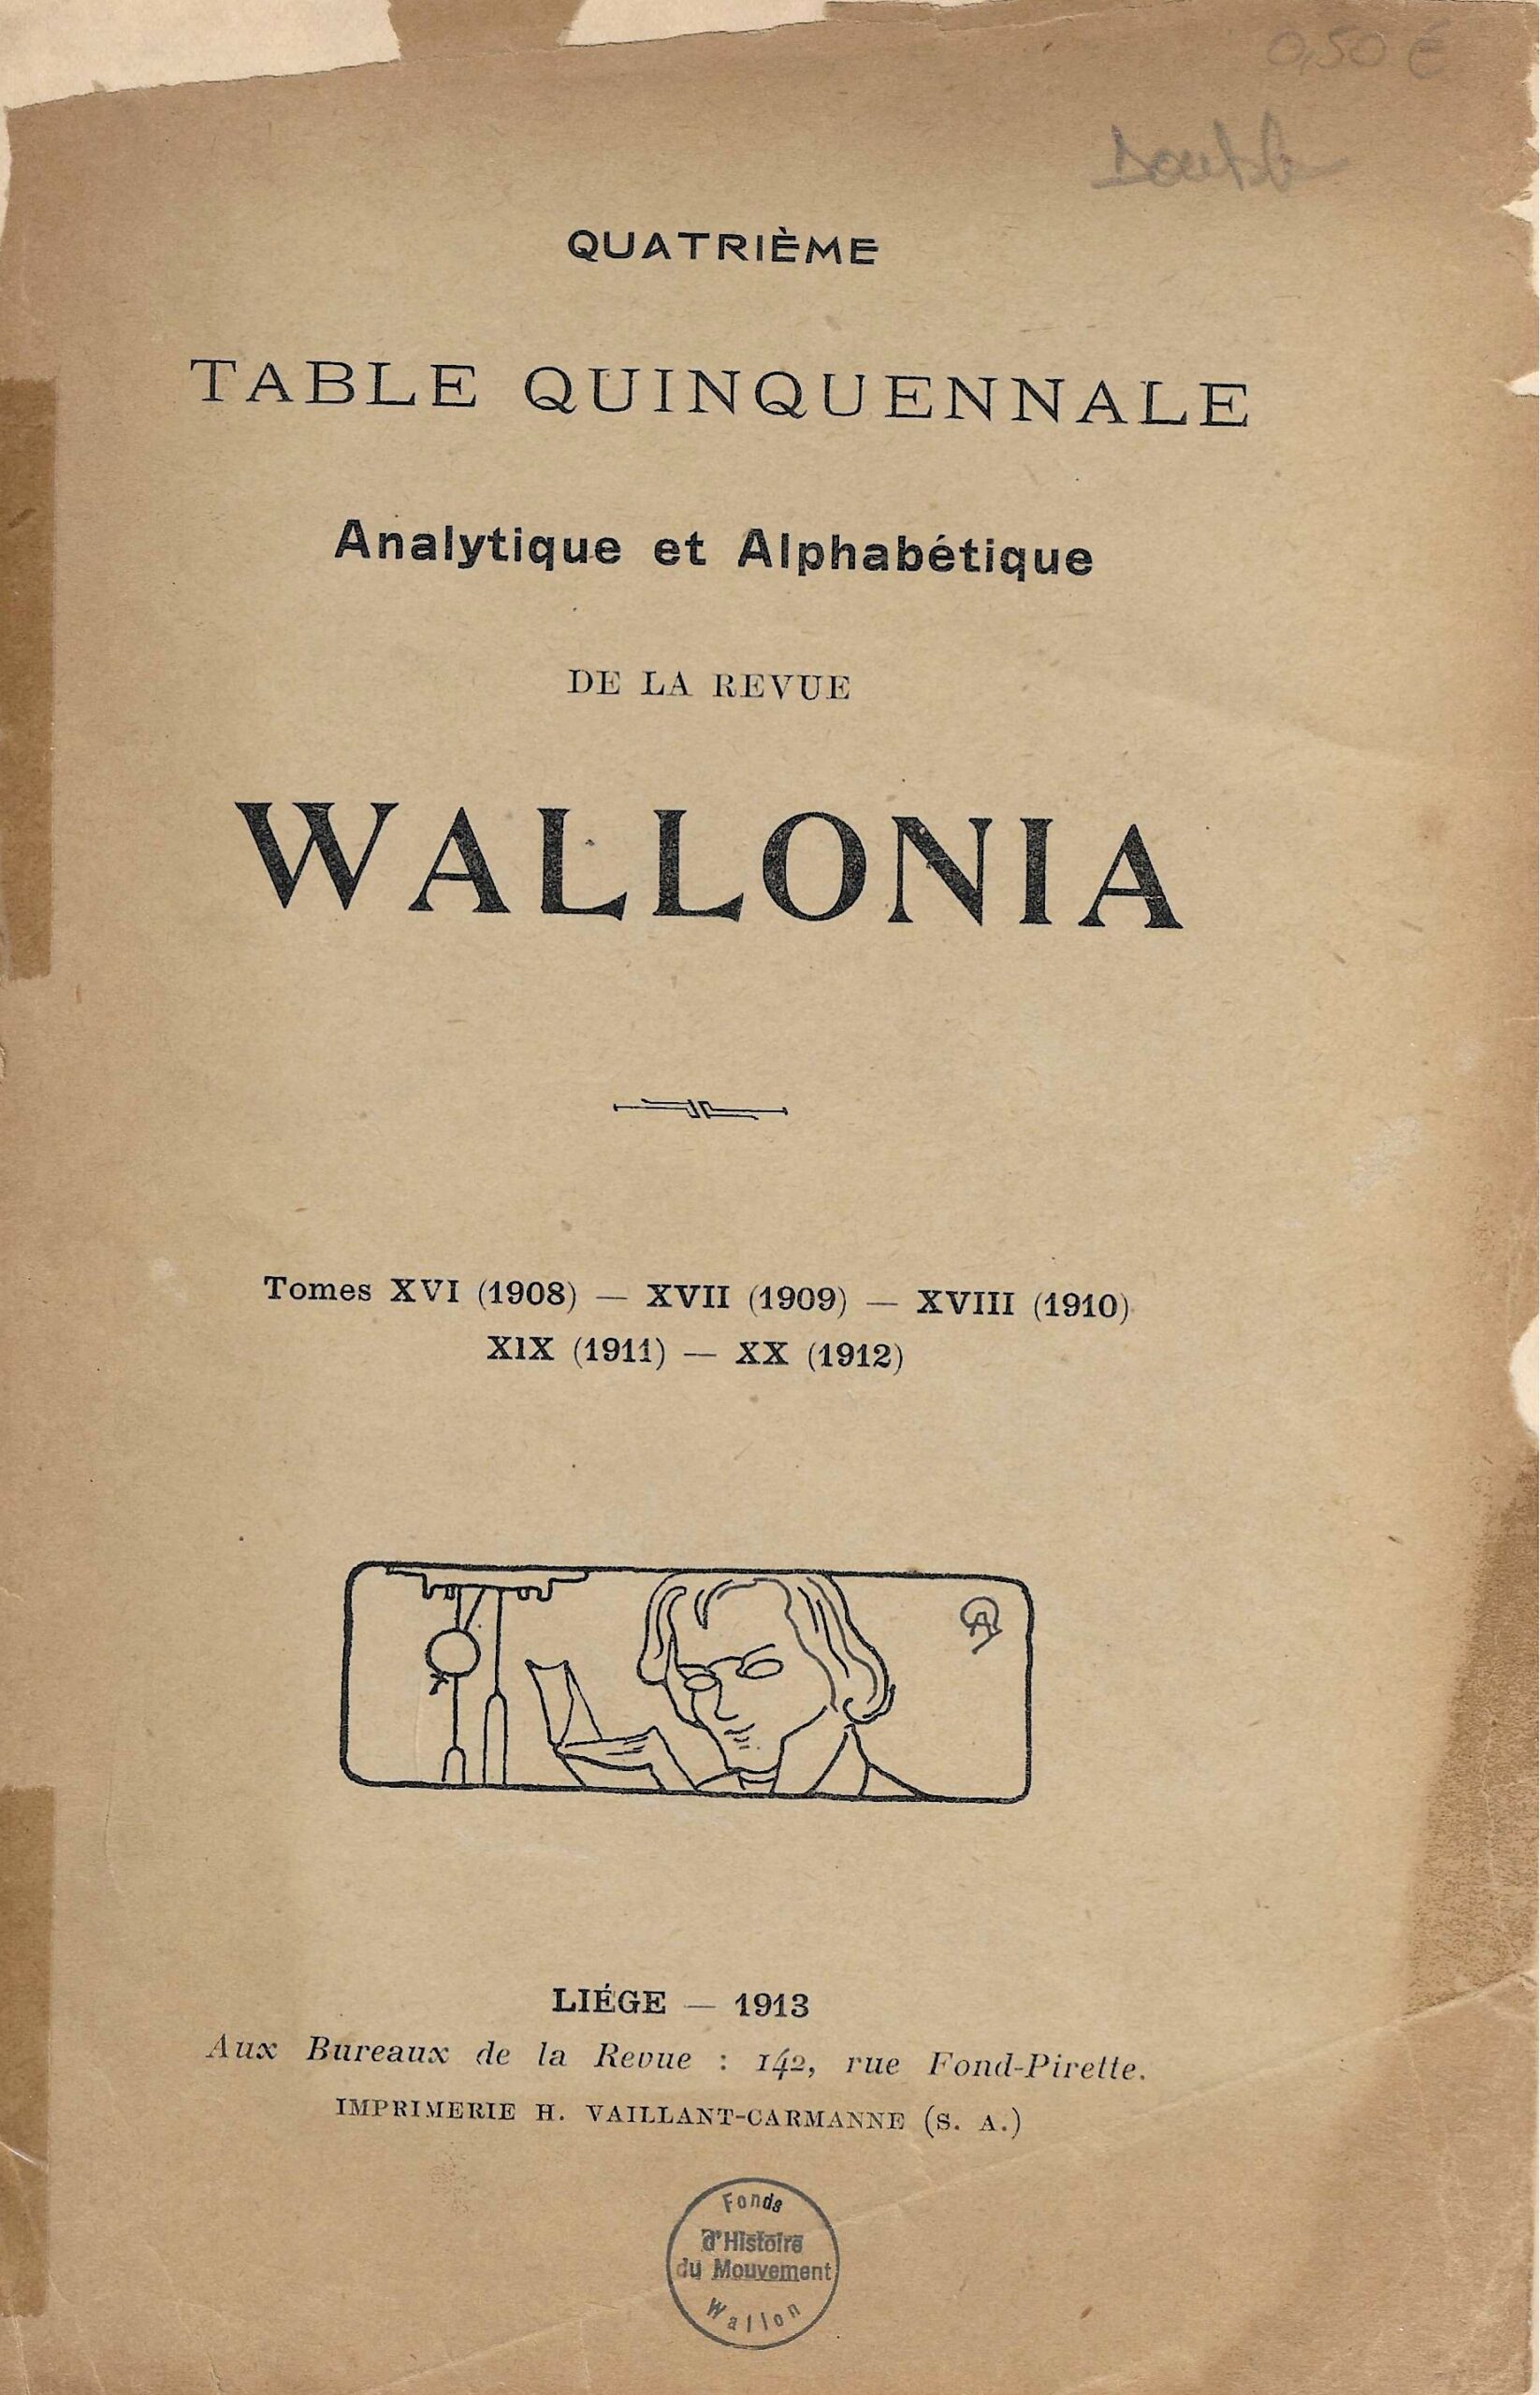 0,50 €
Double
QUATRIÈME
TABLE QUINQUENNALE
Analytique et Alphabétique
DE LA REVUE
WALLONIA
Tomes XVI (1908) — XVII (1909) — XVIII (1910)
XIX (1911) — XX (1912)
LIÉGE — 1913
Aux Bureaux de la Revue : 142, rue Fond-Pirette.
IMPRIMERIE H. VAILLANT-CARMANNE (S. A.)
Fonds
d'Histoire
du Mouvement
Wallon